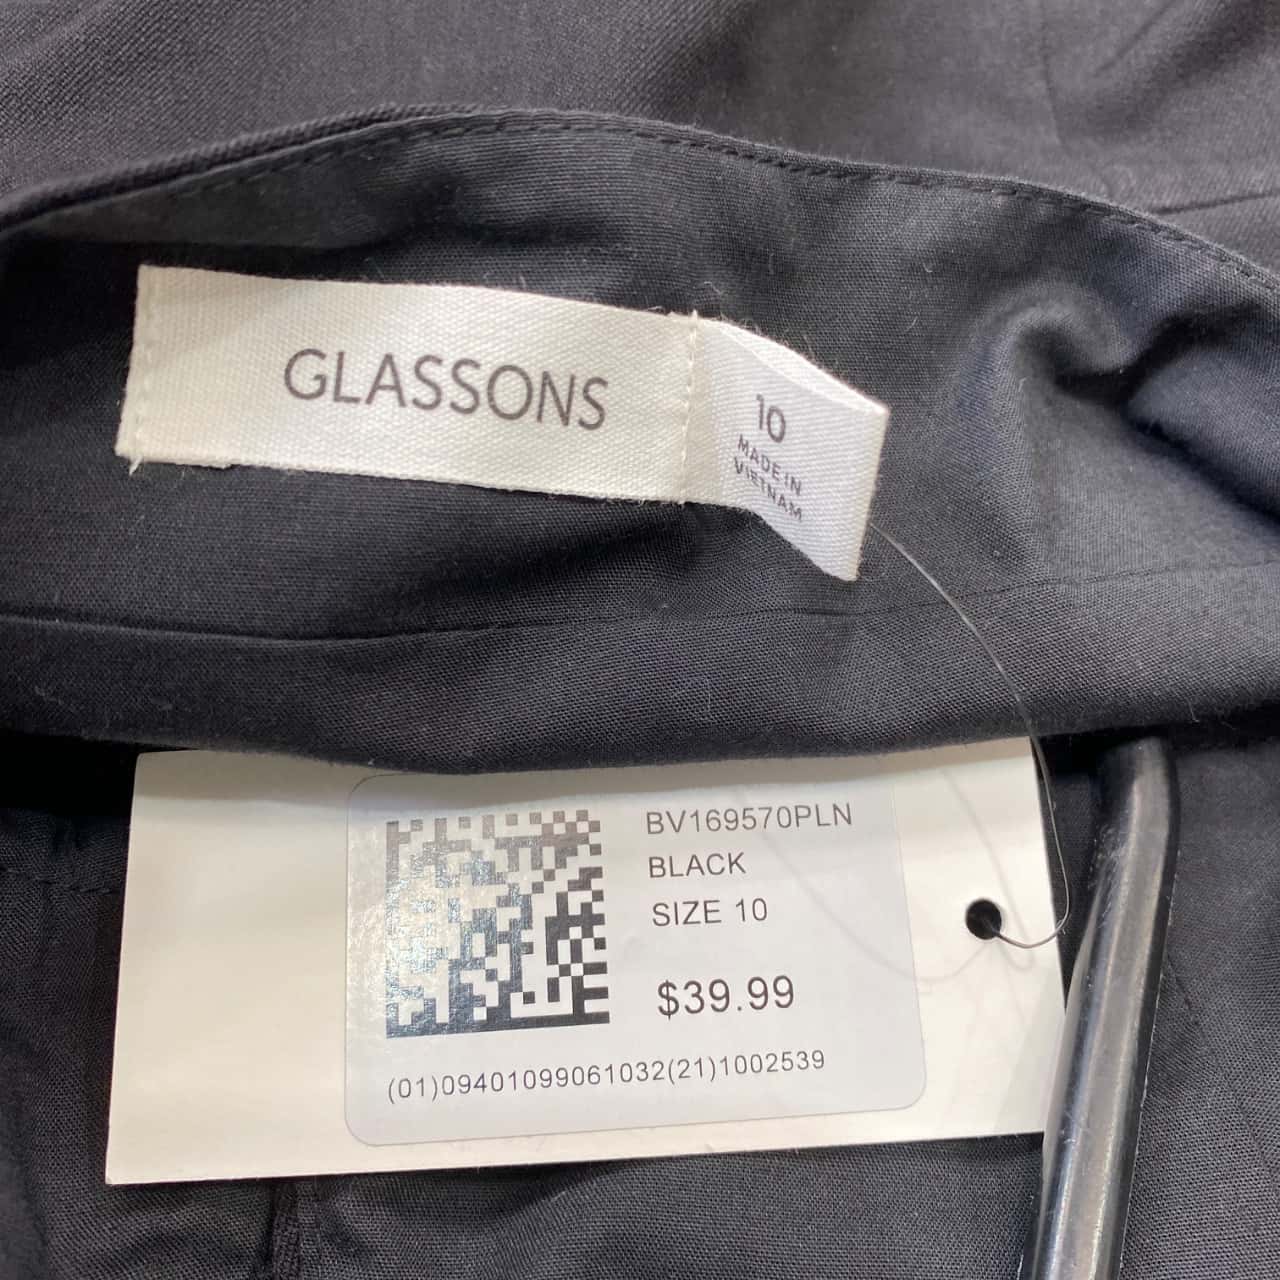 GLASSONS
10
MADE IN
VIETNAM
BV169570PLN
BLACK
SIZE 10
$39.99
(01)09401099061032(21)1002539